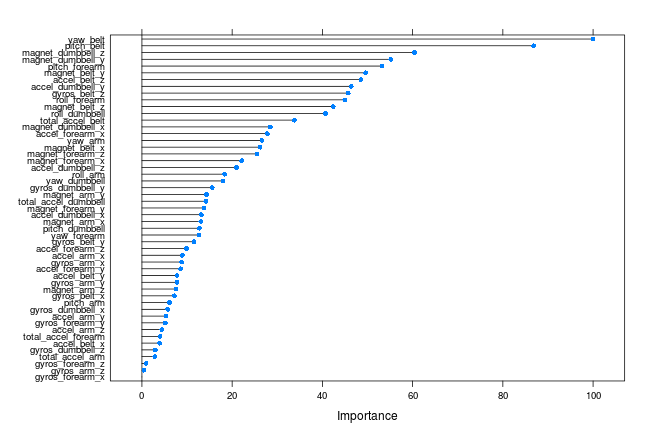 yaw_belt
pitch_belt
magnet_dumbbell_z
magnet_dumbbell_y
pitch_forearm
magnet_belt_y
accel_belt_z
accel_dumbbell_y
gyros_belt_z
roll_forearm
magnet_belt_z
roll_dumbbell
total_accel_belt
magnet_dumbbell_x
accel_forearm_x
yaw_arm
magnet_belt_x
magnet_forearm_z
magnet_forearm_x
accel_dumbbell_z
roll_arm
yaw_dumbbell
gyros_dumbbell_y
magnet_arm_y
total_accel_dumbbell
magnet_forearm_y
accel_dumbbell_x
magnet_arm_x
pitch_dumbbell
yaw_forearm
gyros_belt_y
accel_forearm_z
accel_arm_x
gyros_arm_x
accel_forearm_y
accel_belt_y
gyros_arm_y
magnet_arm_z
gyros_belt_x
pitch_arm
gyros_dumbbell_x
accel_arm_y
gyros_forearm_y
accel_arm_z
total_accel_forearm
accel_belt_x
gyros_dumbbell_z
total_accel_arm
gyros_forearm_z
gyros_arm_z
gyros_forearm_x
0 20 40 60 80 100
Importance